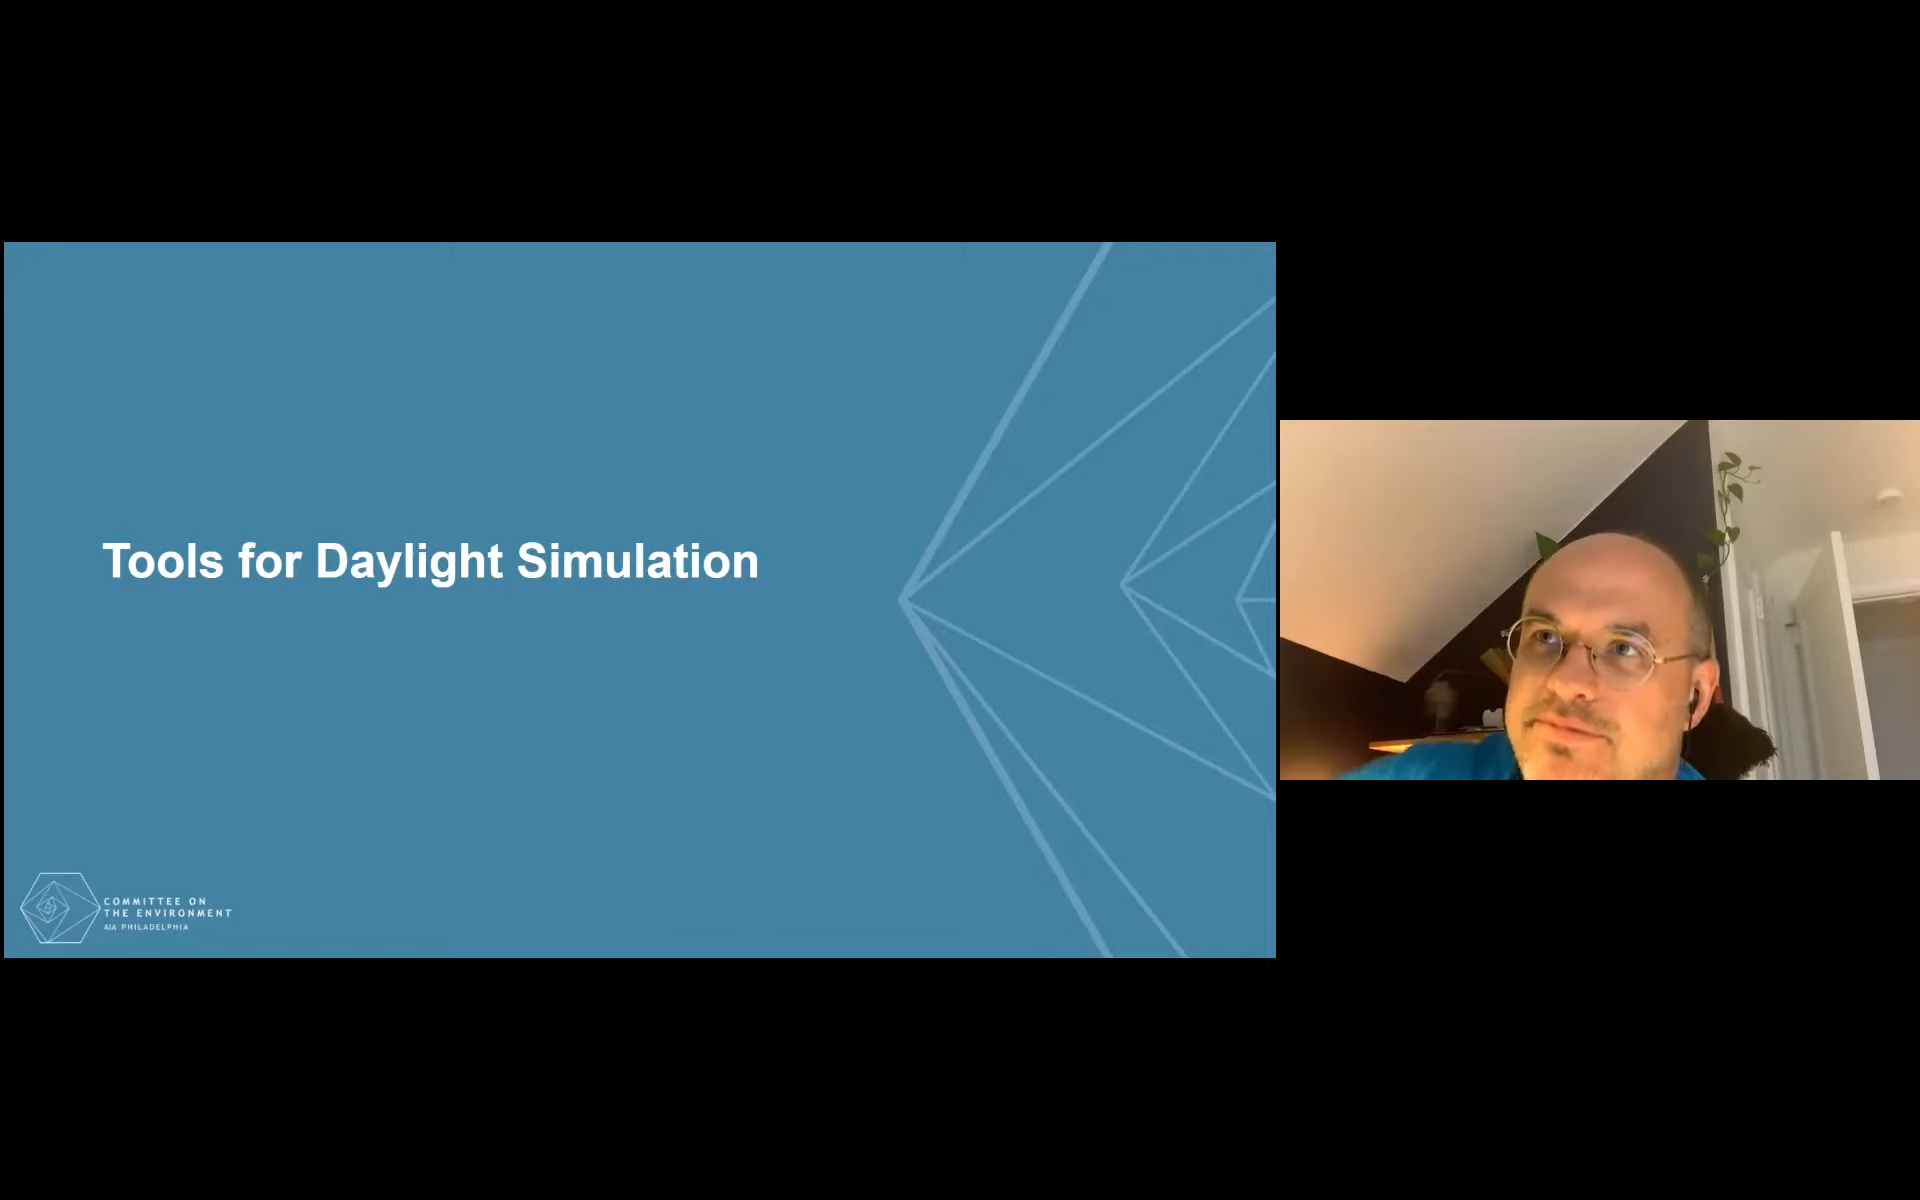 Tools for Daylight Simulation
COMMITTEE ON
THE ENVIRONMENT
AIA PHILADELPHIA